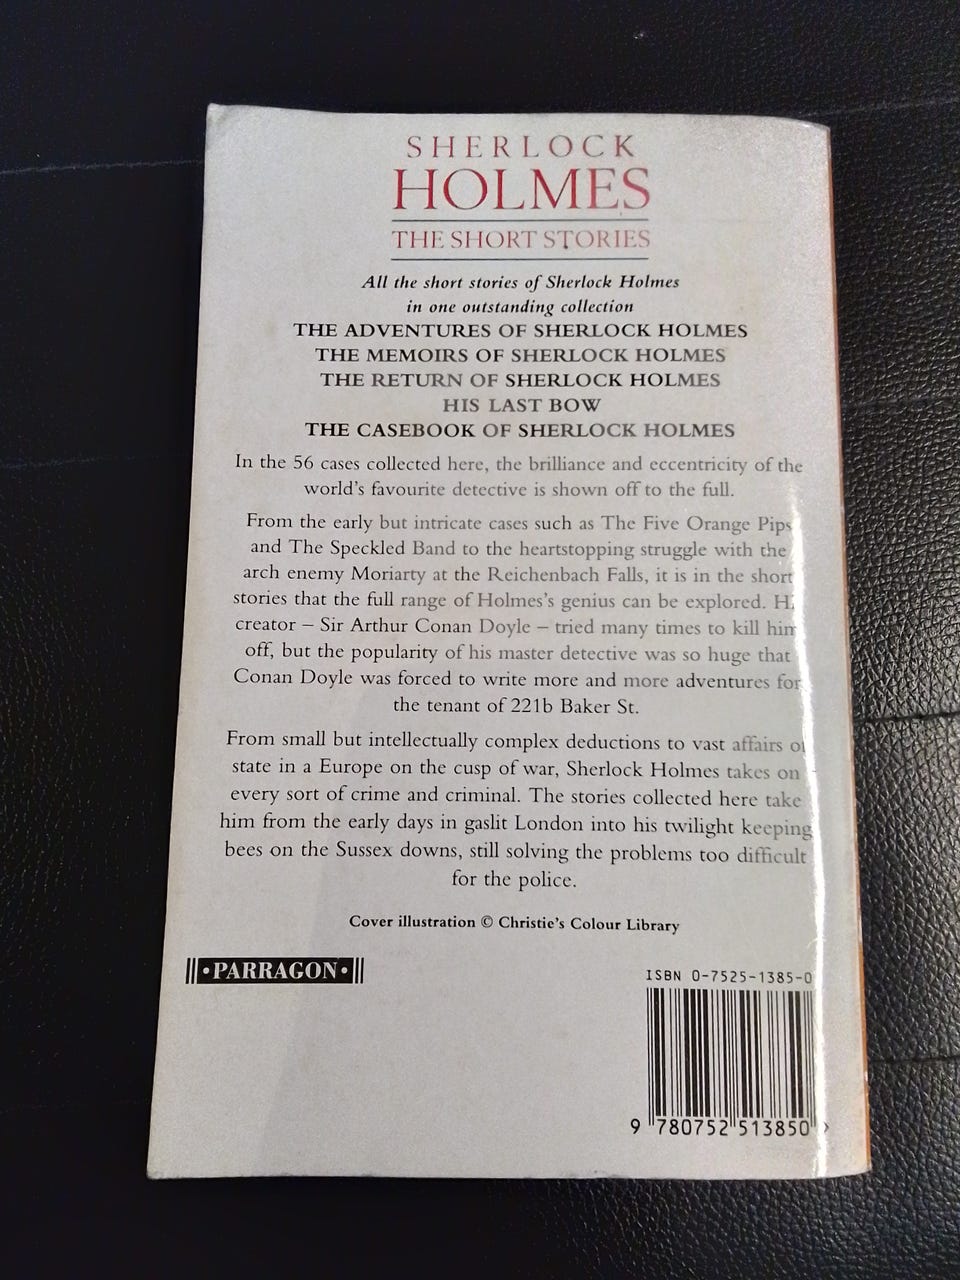 SHERLOCK
HOLMES
THE SHORT STORIES
All the short stories of Sherlock Holmes
in one outstanding collection
THE ADVENTURES OF SHERLOCK HOLMES
THE MEMOIRS OF SHERLOCK HOLMES
THE RETURN OF SHERLOCK HOLMES
HIS LAST BOW
THE CASEBOOK OF SHERLOCK HOLMES
In the 56 cases collected here, the brilliance and eccentricity of the
world's favourite detective is shown off to the full.
From the early but intricate cases such as The Five Orange Pips
and The Speckled Band to the heartstopping struggle with the
arch enemy Moriarty at the Reichenbach Falls, it is in the short
stories that the full range of Holmes's genius can be explored.
creator – Sir Arthur Conan Doyle – tried many times to kill him
off, but the popularity of his master detective was so huge that
Conan Doyle was forced to write more and more adventures for
the tenant of 221b Baker St.
From small but intellectually complex deductions to vast affairs of
state in a Europe on the cusp of war, Sherlock Holmes takes on
every sort of crime and criminal. The stories collected here take
him from the early days in gaslit London into his twilight keeping
bees on the Sussex downs, still solving the problems too difficult
for the police.
Cover illustration © Christie's Colour Library
•PARRAGON•
ISBN 0-7525-1385-0
9 780752 513850 >